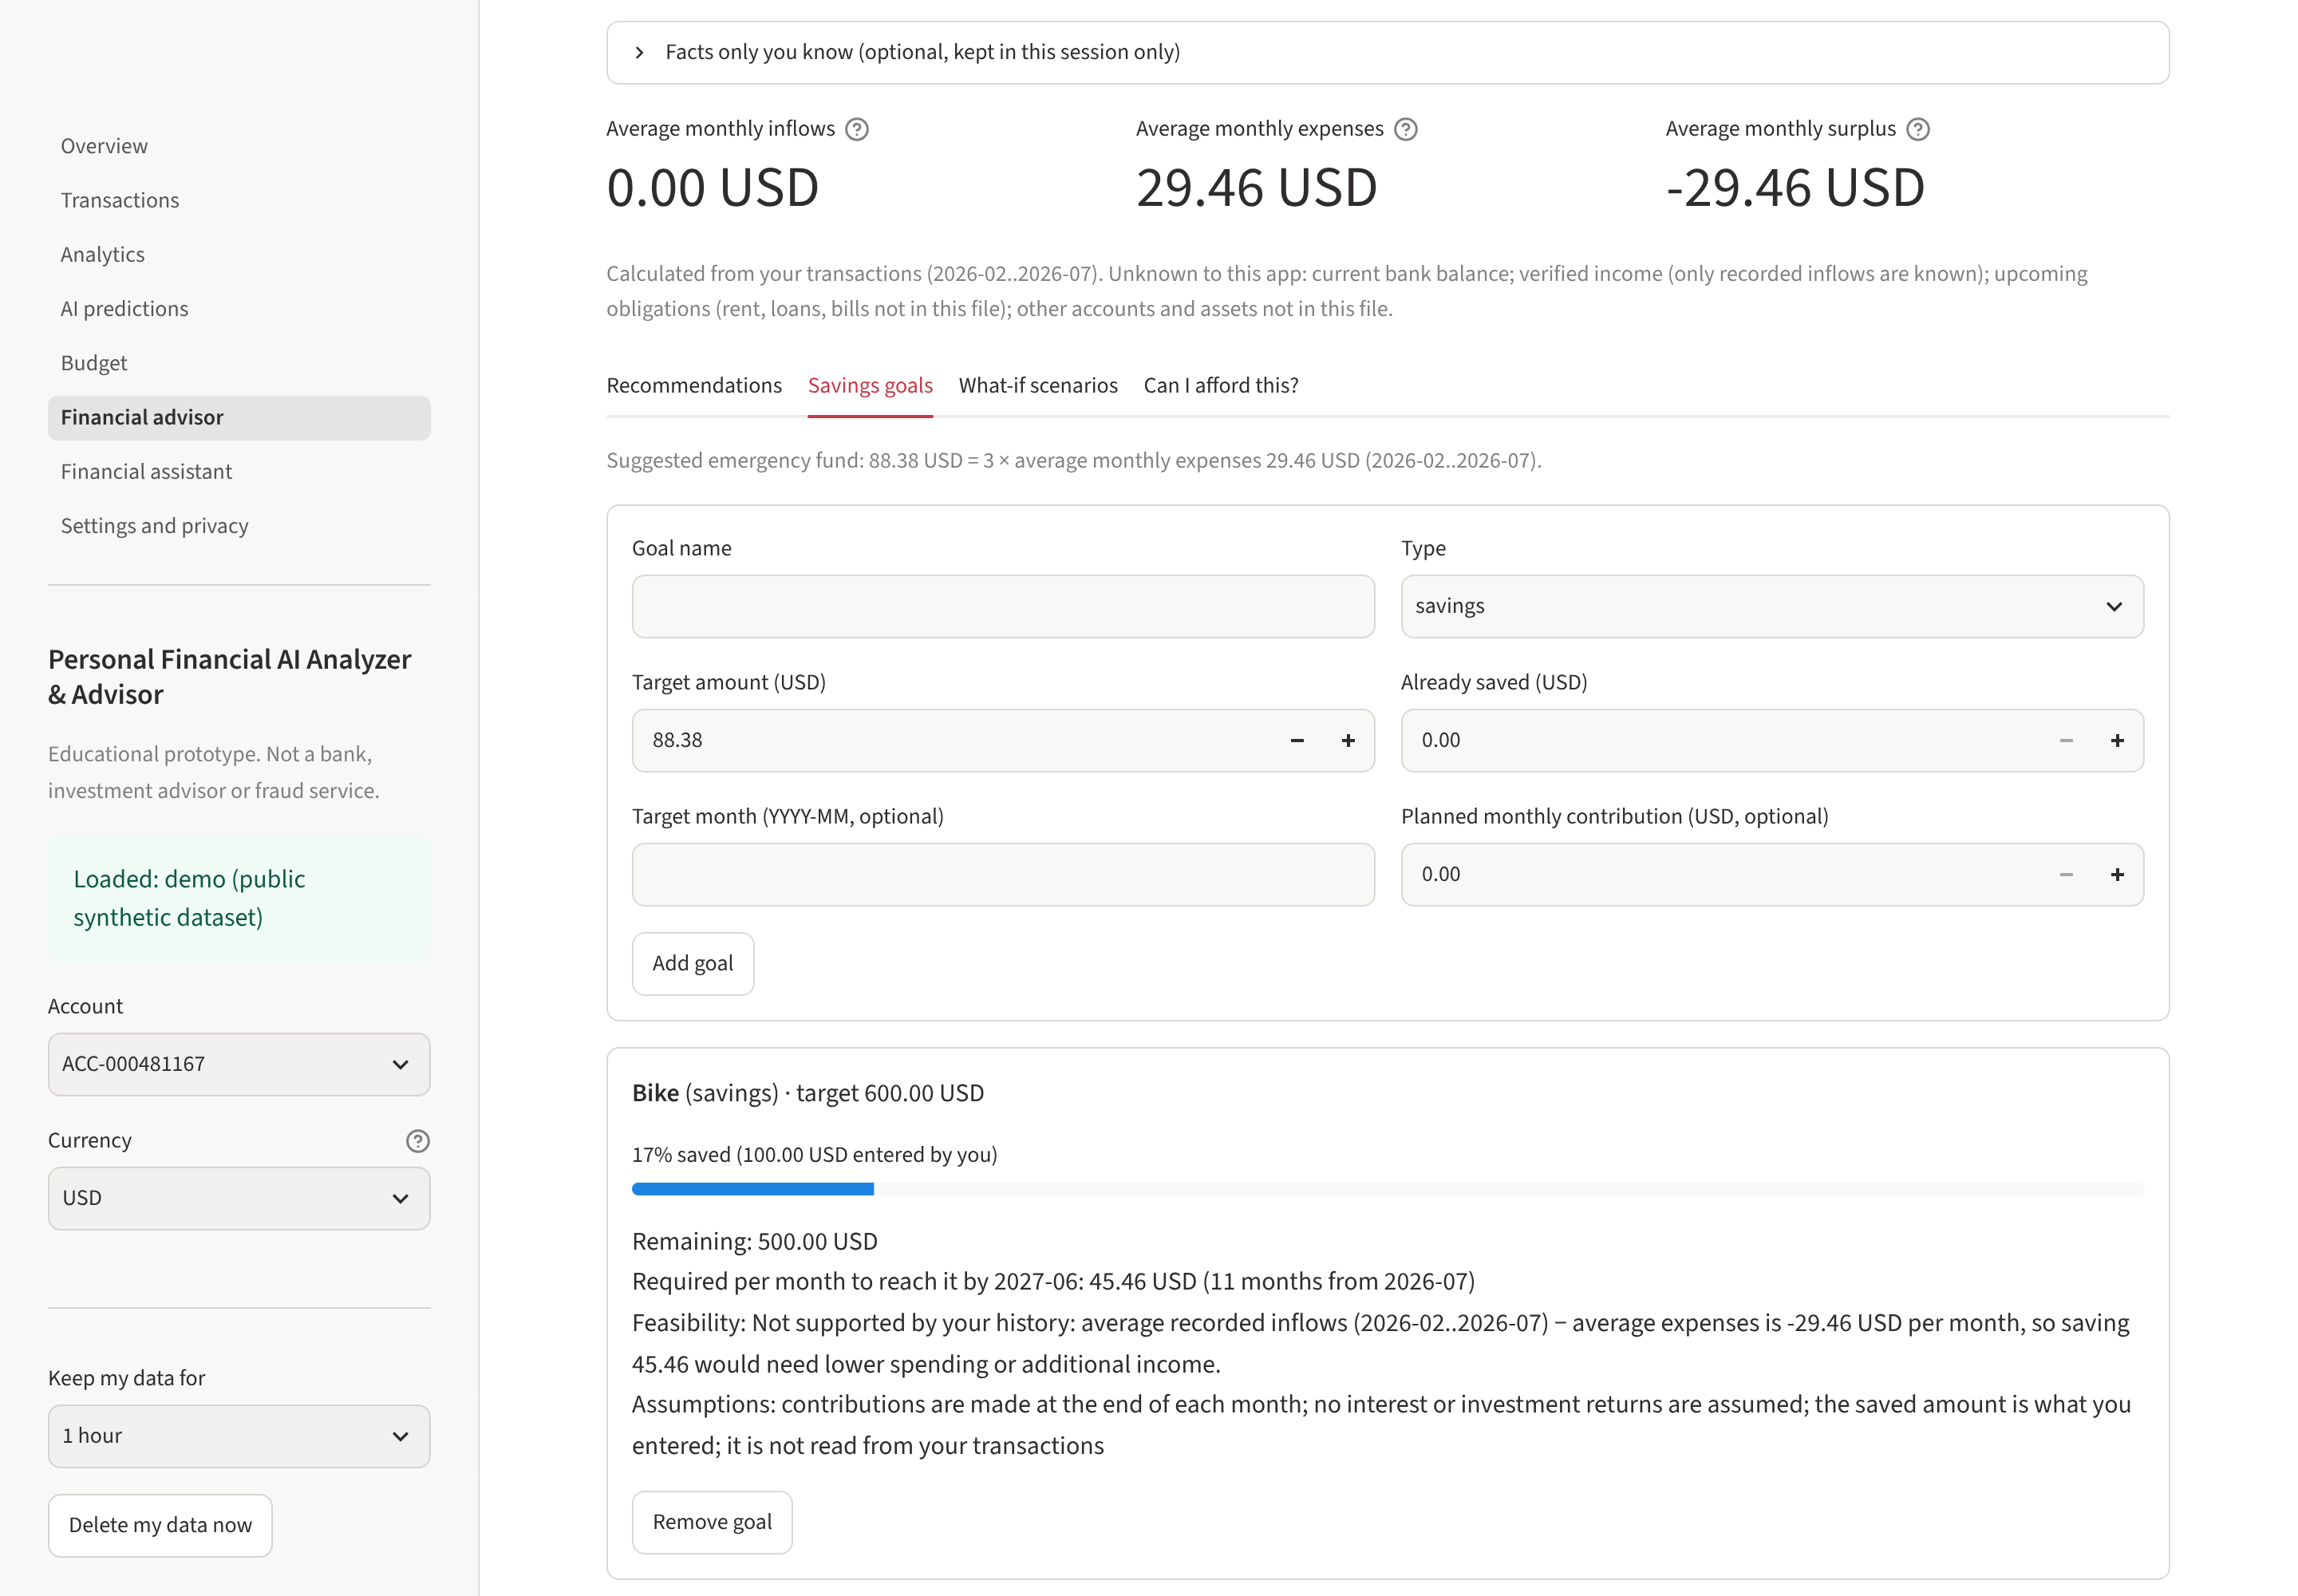 Overview
Transactions
Analytics
AI predictions
Budget
Financial advisor
Financial assistant
Settings and privacy
Personal Financial AI Analyzer
& Advisor
Educational prototype. Not a bank,
investment advisor or fraud service.
Loaded: demo (public
synthetic dataset)
Account
ACC-000481167
Currency
USD
Keep my data for
1 hour
Delete my data now
Facts only you know (optional, kept in this session only)
Average monthly inflows
0.00 USD
Average monthly expenses
29.46 USD
Average monthly surplus
-29.46 USD
Calculated from your transactions (2026-02..2026-07). Unknown to this app: current bank balance; verified income (only recorded inflows are known); upcoming
obligations (rent, loans, bills not in this file); other accounts and assets not in this file.
Recommendations Savings goals What-if scenarios Can I afford this?
Suggested emergency fund: 88.38 USD = 3 × average monthly expenses 29.46 USD (2026-02..2026-07).
Goal name
Type
savings
Target amount (USD)
88.38
Already saved (USD)
0.00
Target month (YYYY-MM, optional)
Planned monthly contribution (USD, optional)
0.00
Add goal
Bike (savings) · target 600.00 USD
17% saved (100.00 USD entered by you)
Remaining: 500.00 USD
Required per month to reach it by 2027-06: 45.46 USD (11 months from 2026-07)
Feasibility: Not supported by your history: average recorded inflows (2026-02..2026-07) − average expenses is -29.46 USD per month, so saving
45.46 would need lower spending or additional income.
Assumptions: contributions are made at the end of each month; no interest or investment returns are assumed; the saved amount is what you
entered; it is not read from your transactions
Remove goal